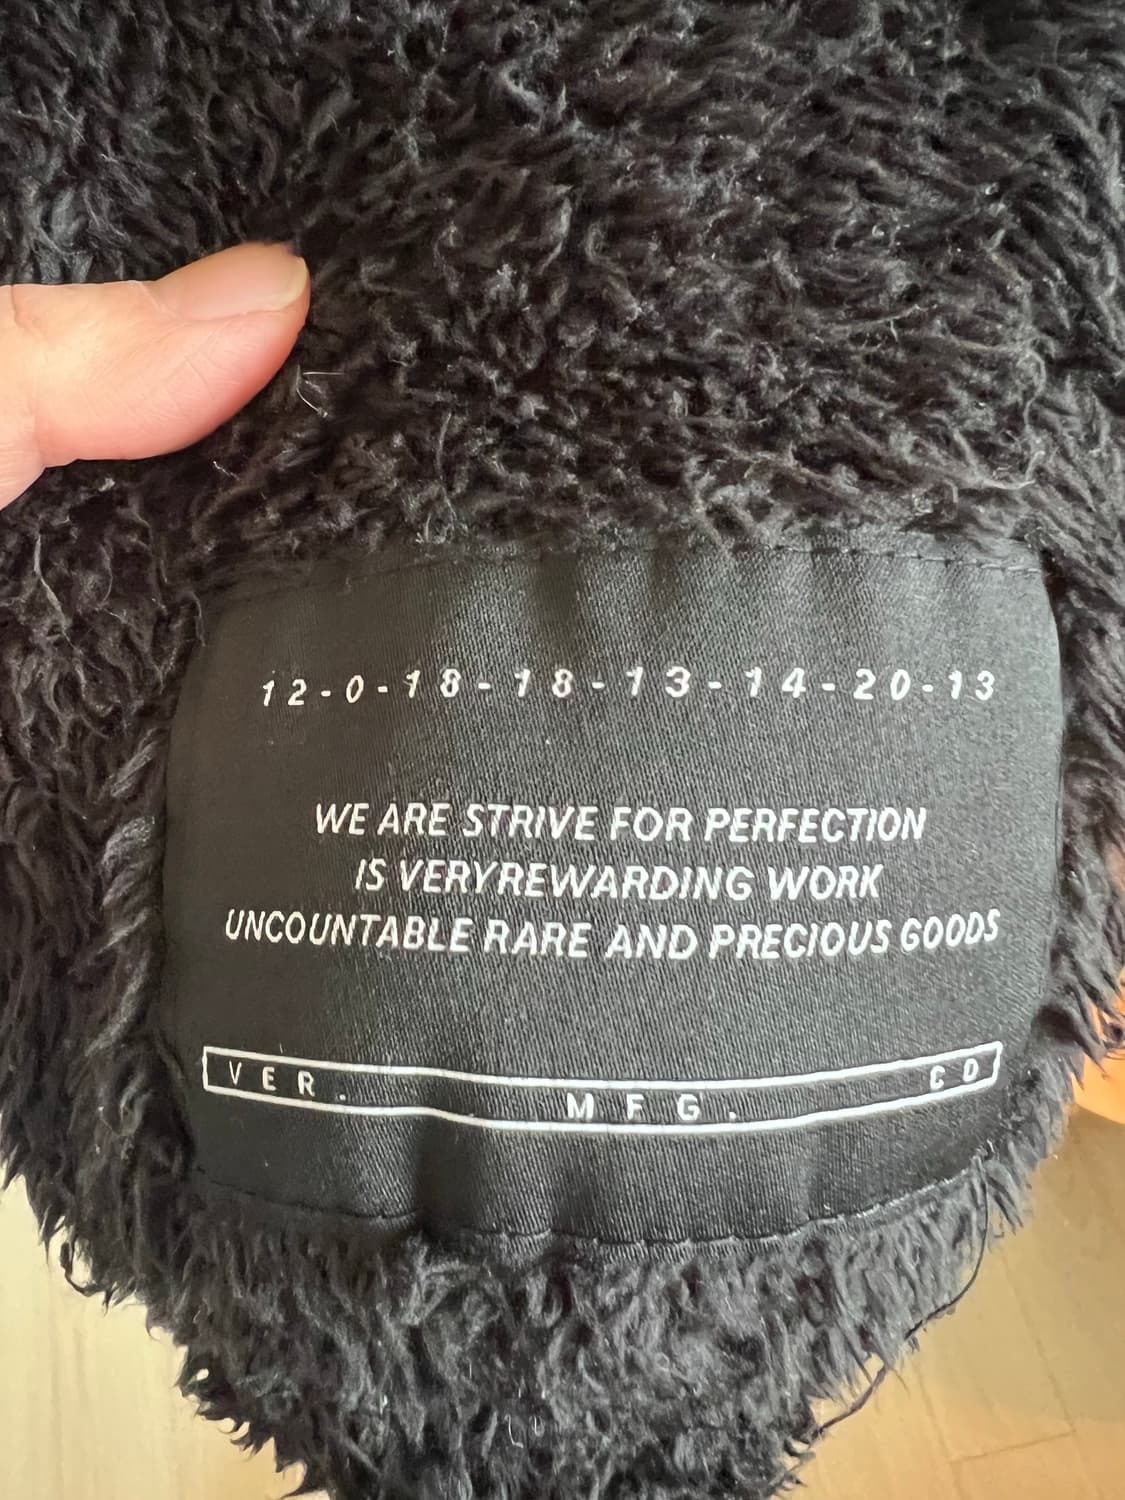 12-0-18-18-13-14-20-13
WE ARE STRIVE FOR PERFECTION
IS VERYREWARDING WORK
UNCOUNTABLE RARE AND PRECIOUS GOODS
VER. MFG. CO